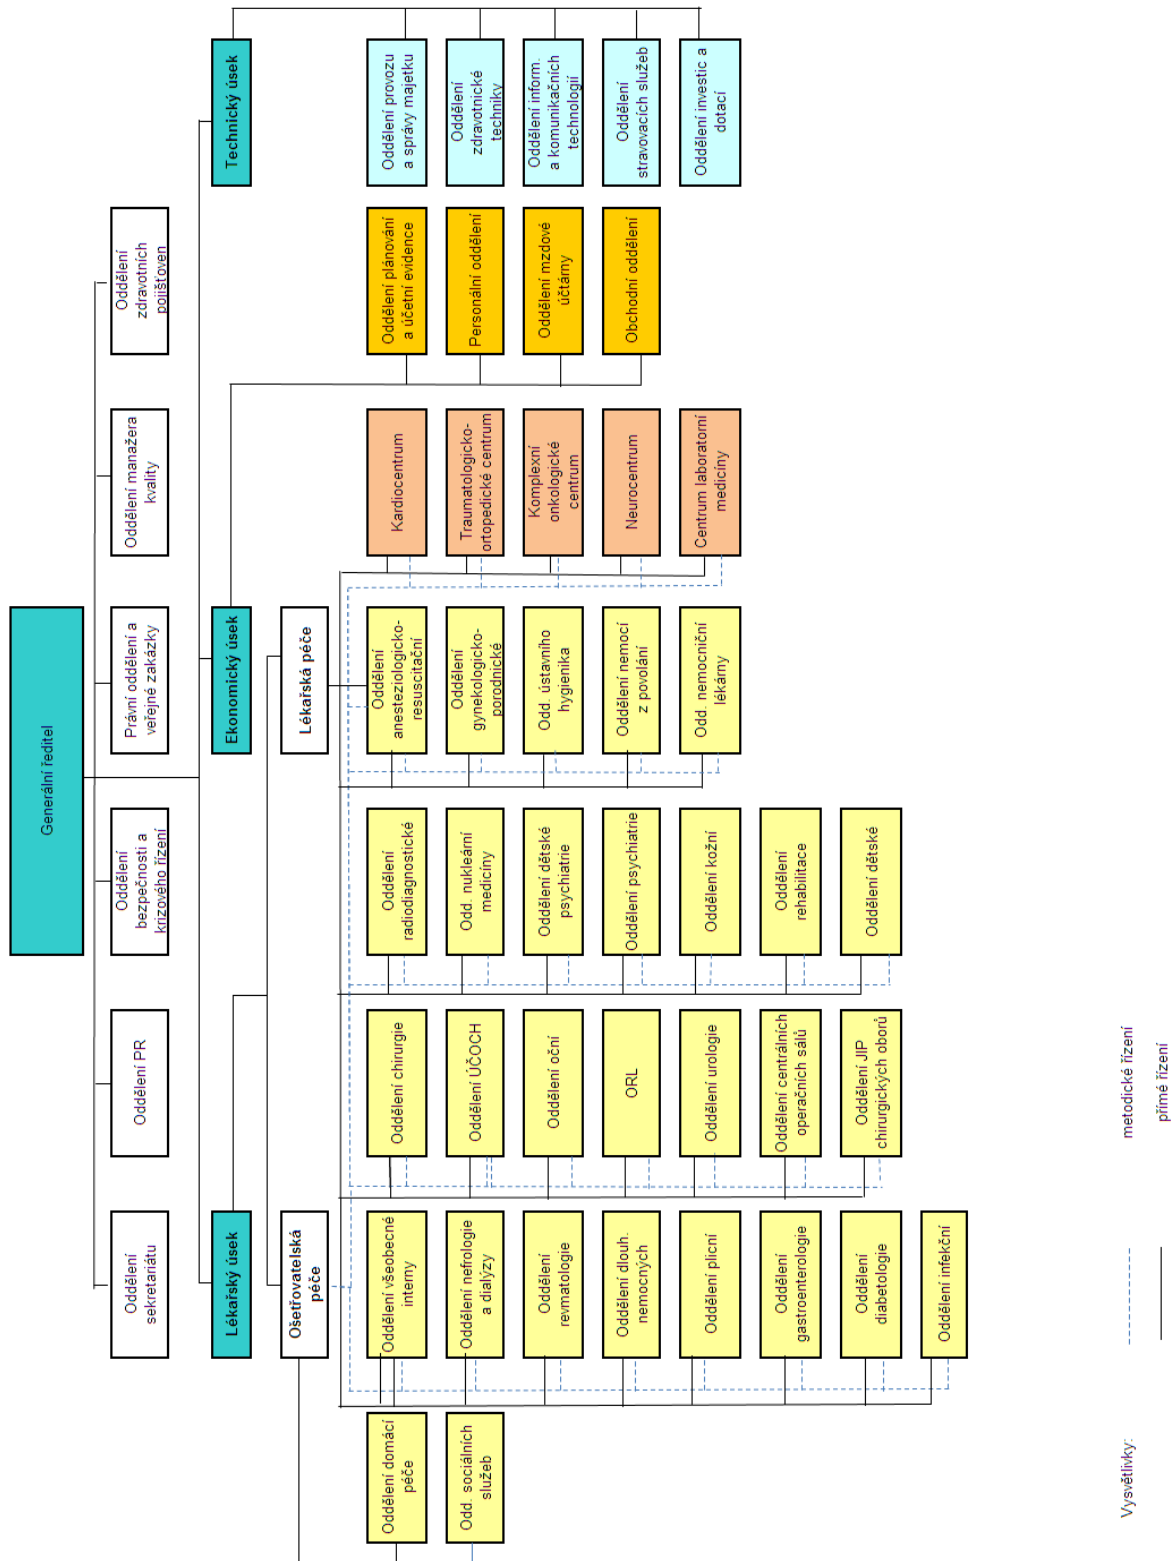 Generální ředitel
Oddělení
sekretariátu
Oddělení PR
Oddělení
bezpečnosti a
krizového řízení
Právní oddělení a
veřejné zakázky
Oddělení manažera
kvality
Oddělení
zdravotních
pojišťoven
Lékařský úsek
Ekonomický úsek
Technický úsek
Ošetřovatelská
péče
Lékařská péče
Oddělení domácí
péče
Oddělení všeobecné
interny
Oddělení chirurgie
Oddělení
radiodiagnostické
Oddělení
anesteziologicko-
resuscitační
Kardiocentrum
Oddělení plánování
a účetní evidence
Oddělení provozu
a správy majetku
Odd. sociálních
služeb
Oddělení nefrologie
a dialýzy
Oddělení ÚČOCH
Odd. nukleární
medicíny
Oddělení
gynekologicko-
porodnické
Traumatologicko-
ortopedické centrum
Personální oddělení
Oddělení
zdravotnické
techniky
Oddělení
revmatologie
Oddělení oční
Oddělení dětské
psychiatrie
Odd. ústavního
hygienika
Komplexní
onkologické
centrum
Oddělení mzdové
účtárny
Oddělení inform.
a komunikačních
technologií
Oddělení dlouh.
nemocných
ORL
Oddělení psychiatrie
Oddělení nemocí
z povolání
Neurocentrum
Obchodní oddělení
Oddělení
stravovacích služeb
Oddělení plicní
Oddělení urologie
Oddělení kožní
Odd. nemocniční
lékárny
Centrum laboratorní
medicíny
Oddělení investic a
dotací
Oddělení
gastroenterologie
Oddělení centrálních
operačních sálů
Oddělení
rehabilitace
Oddělení
diabetologie
Oddělení JIP
chirurgických oborů
Oddělení dětské
Oddělení infekční
Vysvětlivky:
metodické řízení
přímé řízení